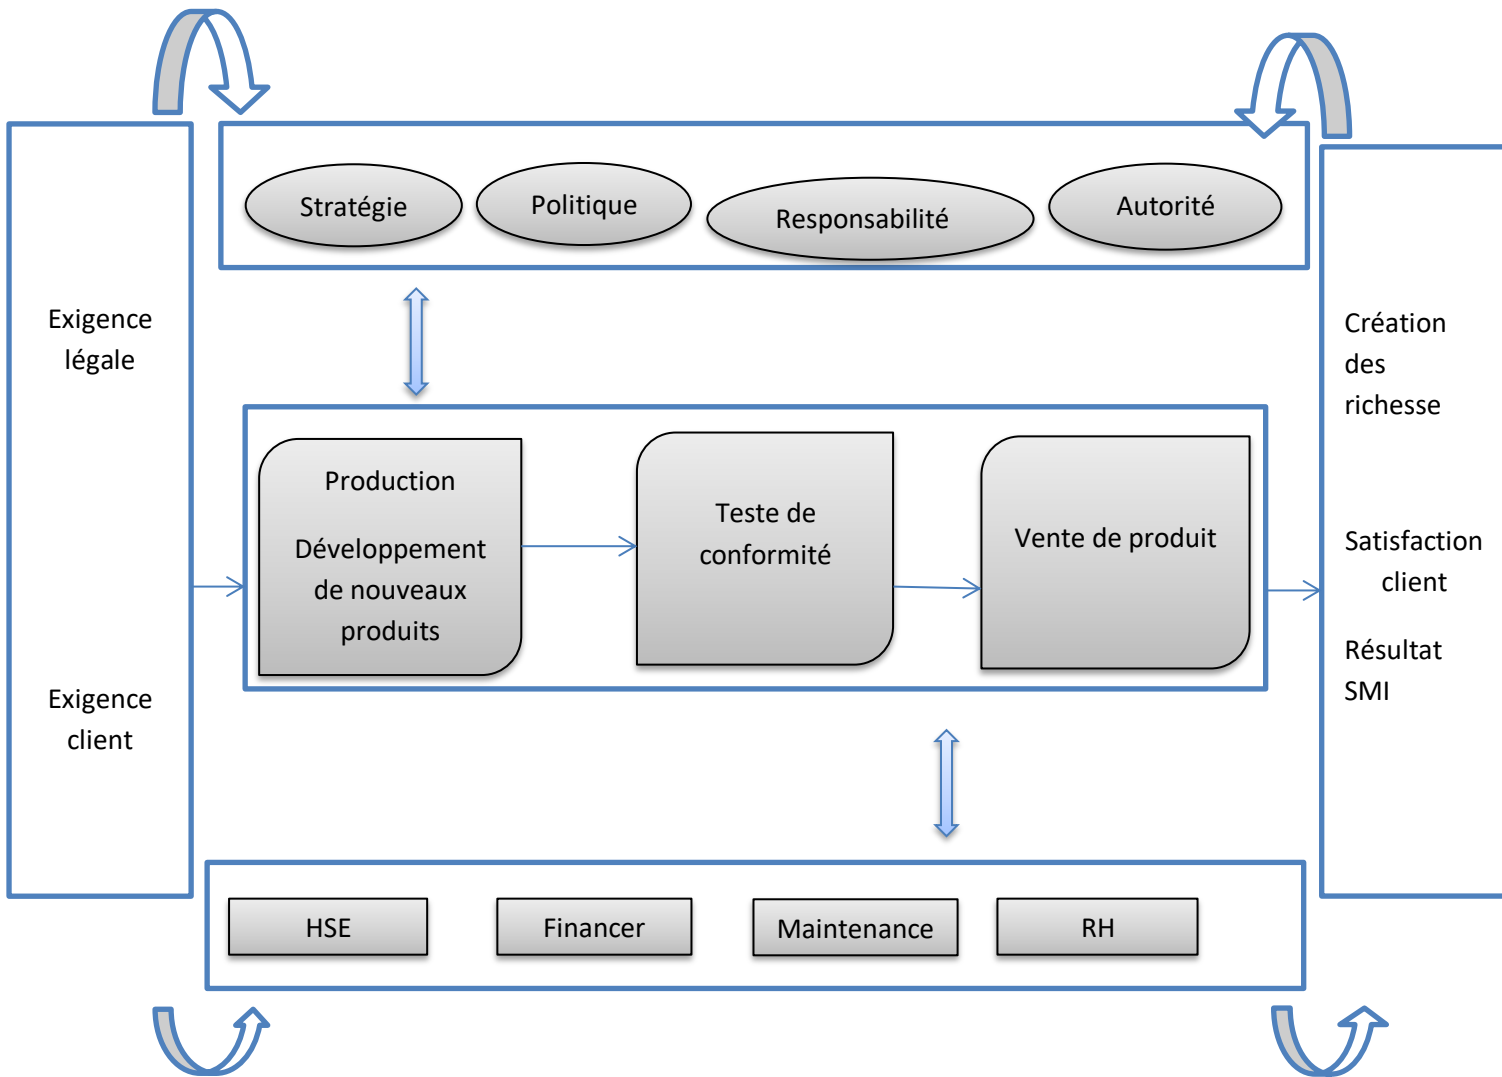 Stratégie
Politique
Responsabilité
Autorité
Exigence
légale
Exigence
client
Production
Développement
de nouveaux
produits
Teste de
conformité
Vente de produit
Création
des
richesse
Satisfaction
client
Résultat
SMI
HSE
Financer
Maintenance
RH